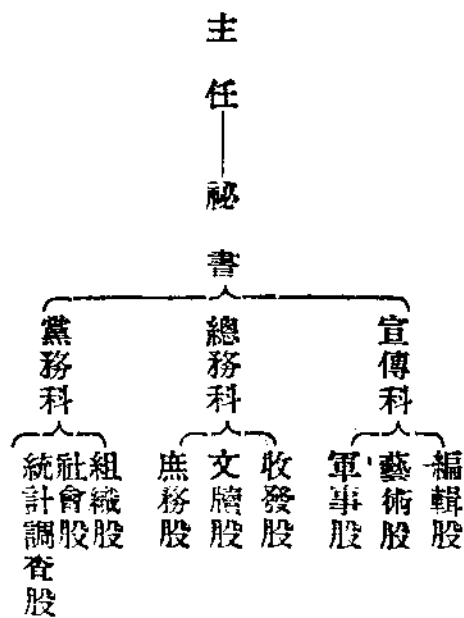 主任
祕書
宣傳科
總務科
黨務科
編輯股
藝術股
軍事股
收發股
文牘股
庶務股
組織股
社會股
統計調查股